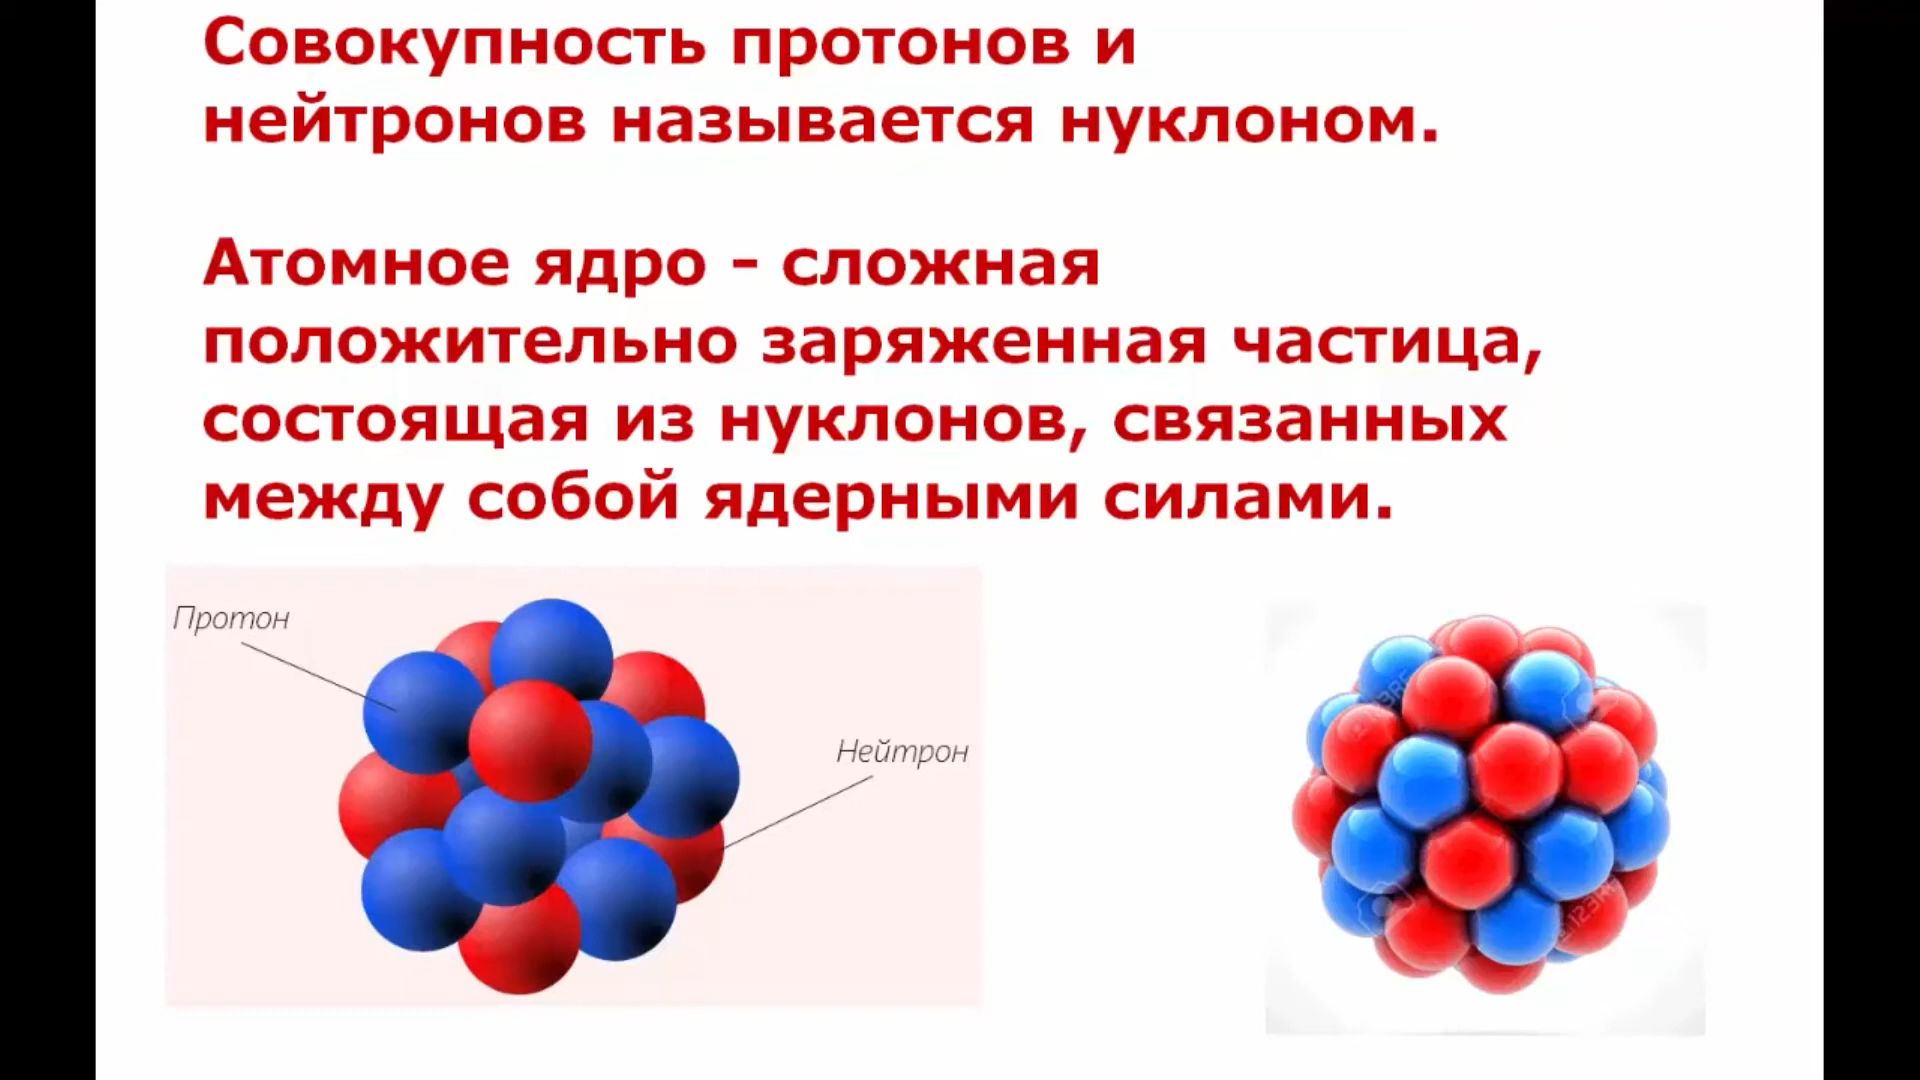 Совокупность протонов и
нейтронов называется нуклоном.
Атомное ядро - сложная
положительно заряженная частица,
состоящая из нуклонов, связанных
между собой ядерными силами.
Протон
Нейтрон